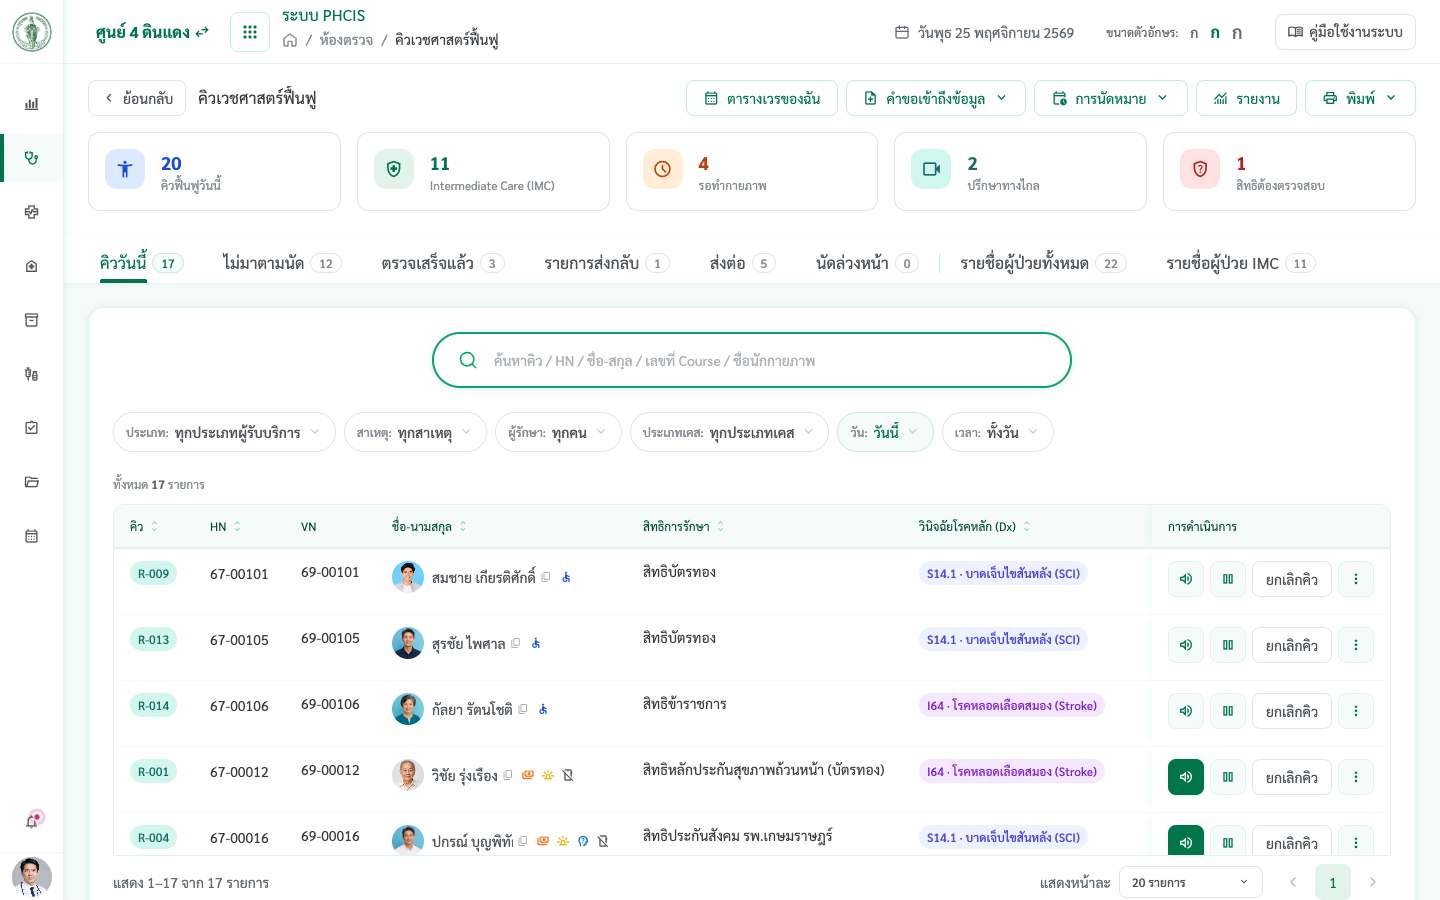 ศูนย์ 4 ดินแดง
ระบบ PHCIS
/ ห้องตรวจ / คิวเวชศาสตร์ฟื้นฟู
วันพุธ 25 พฤศจิกายน 2569
ขนาดตัวอักษร: ก ก ก
คู่มือใช้งานระบบ
ย้อนกลับ
คิวเวชศาสตร์ฟื้นฟู
ตารางเวรของฉัน
คำขอเข้าถึงข้อมูล
การนัดหมาย
รายงาน
พิมพ์
20
คิวฟื้นฟูวันนี้
11
Intermediate Care (IMC)
4
รอทำกายภาพ
2
ปรึกษาทางไกล
1
สิทธิต้องตรวจสอบ
คิววันนี้ 17
ไม่มาตามนัด 12
ตรวจเสร็จแล้ว 3
รายการส่งกลับ 1
ส่งต่อ 5
นัดล่วงหน้า 0
รายชื่อผู้ป่วยทั้งหมด 22
รายชื่อผู้ป่วย IMC 11
ค้นหาคิว / HN / ชื่อ-สกุล / เลขที่ Course / ชื่อนักกายภาพ
ประเภท: ทุกประเภทผู้รับบริการ
สาเหตุ: ทุกสาเหตุ
ผู้รักษา: ทุกคน
ประเภทเคส: ทุกประเภทเคส
วัน: วันนี้
เวลา: ทั้งวัน
ทั้งหมด 17 รายการ
คิว HN VN ชื่อ-นามสกุล สิทธิการรักษา วินิจฉัยโรคหลัก (Dx) การดำเนินการ
R-009 67-00101 69-00101 สมชาย เกียรติศักดิ์ สิทธิบัตรทอง S14.1 · บาดเจ็บไขสันหลัง (SCI) ยกเลิกคิว
R-013 67-00105 69-00105 สุรชัย ไพศาล สิทธิบัตรทอง S14.1 · บาดเจ็บไขสันหลัง (SCI) ยกเลิกคิว
R-014 67-00106 69-00106 กัลยา รัตนโชติ สิทธิข้าราชการ I64 · โรคหลอดเลือดสมอง (Stroke) ยกเลิกคิว
R-001 67-00012 69-00012 วิชัย รุ่งเรือง สิทธิหลักประกันสุขภาพถ้วนหน้า (บัตรทอง) I64 · โรคหลอดเลือดสมอง (Stroke) ยกเลิกคิว
R-004 67-00016 69-00016 ปกรณ์ สิทธิประกันสังคม รพ.เกษมราษฎร์ S14.1 · บาดเจ็บไขสันหลัง (SCI) ยกเลิกคิว
แสดง 1–17 จาก 17 รายการ
แสดงหน้าละ 20 รายการ 1